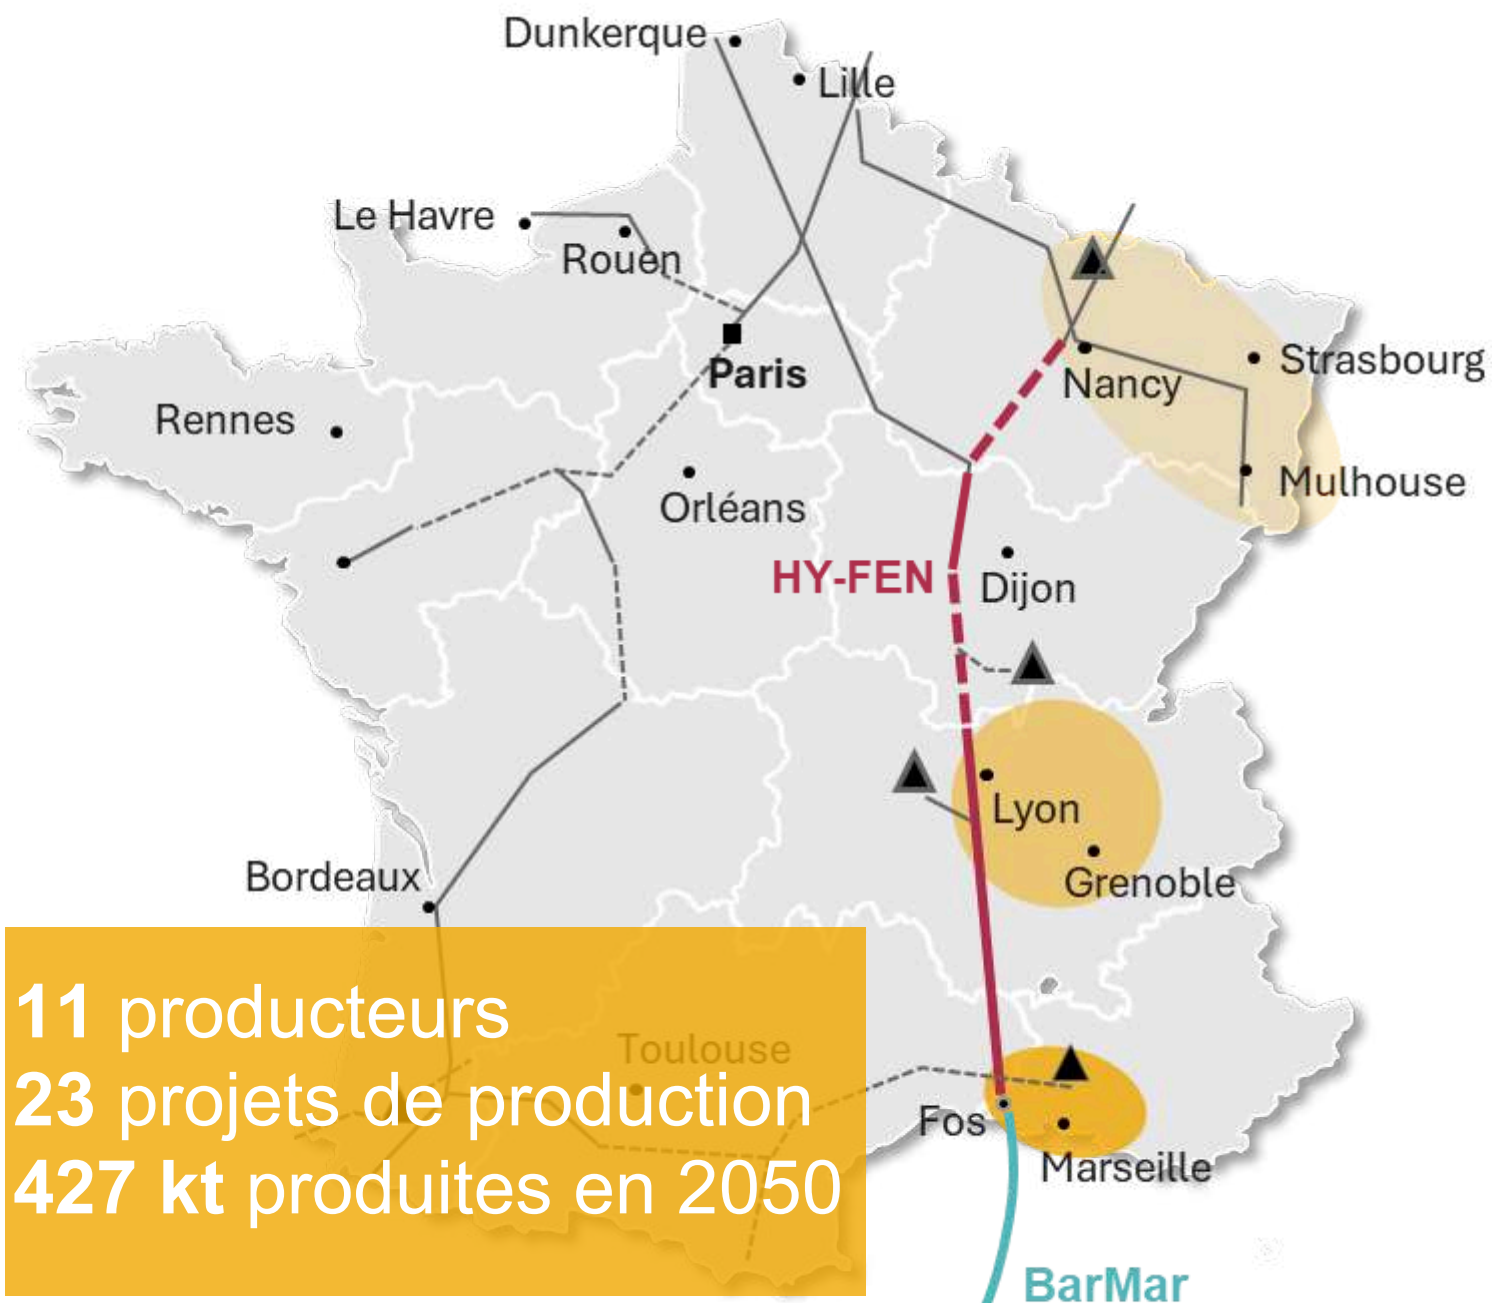 Dunkerque
Lille
Le Havre
Rouen
Paris
Strasbourg
Nancy
Rennes
Mulhouse
Orléans
HY-FEN
Dijon
Lyon
Bordeaux
Grenoble
11 producteurs
Toulouse
23 projets de production
Fos
Marseille
427 kt produites en 2050
BarMar